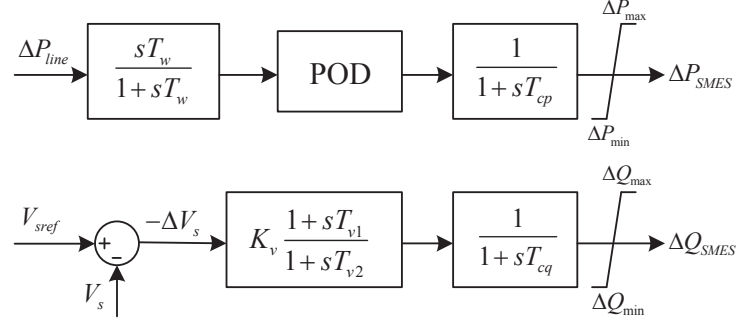 ΔP_line
sT_w
1 + sT_w
POD
1
1 + sT_cp
ΔP_max
ΔP_min
ΔP_SMES
V_sref
+
-
V_s
−ΔV_s
K_v 1 + sT_v1
1 + sT_v2
1
1 + sT_cq
ΔQ_max
ΔQ_min
ΔQ_SMES